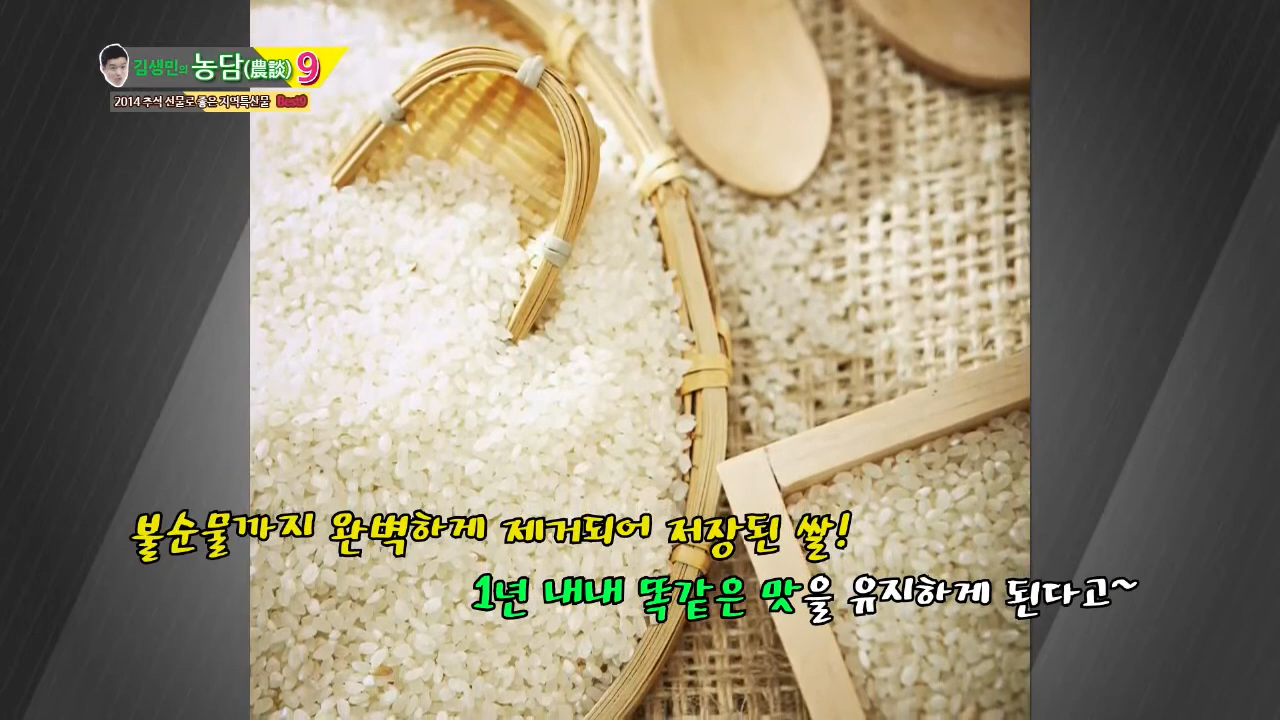 김생민의 농담(農談) 9
2014 추석 선물로 좋은 지역특산물 Best9
불순물까지 완벽하게 제거되어 저장된 쌀!
1년 내내 똑같은 맛을 유지하게 된다고~